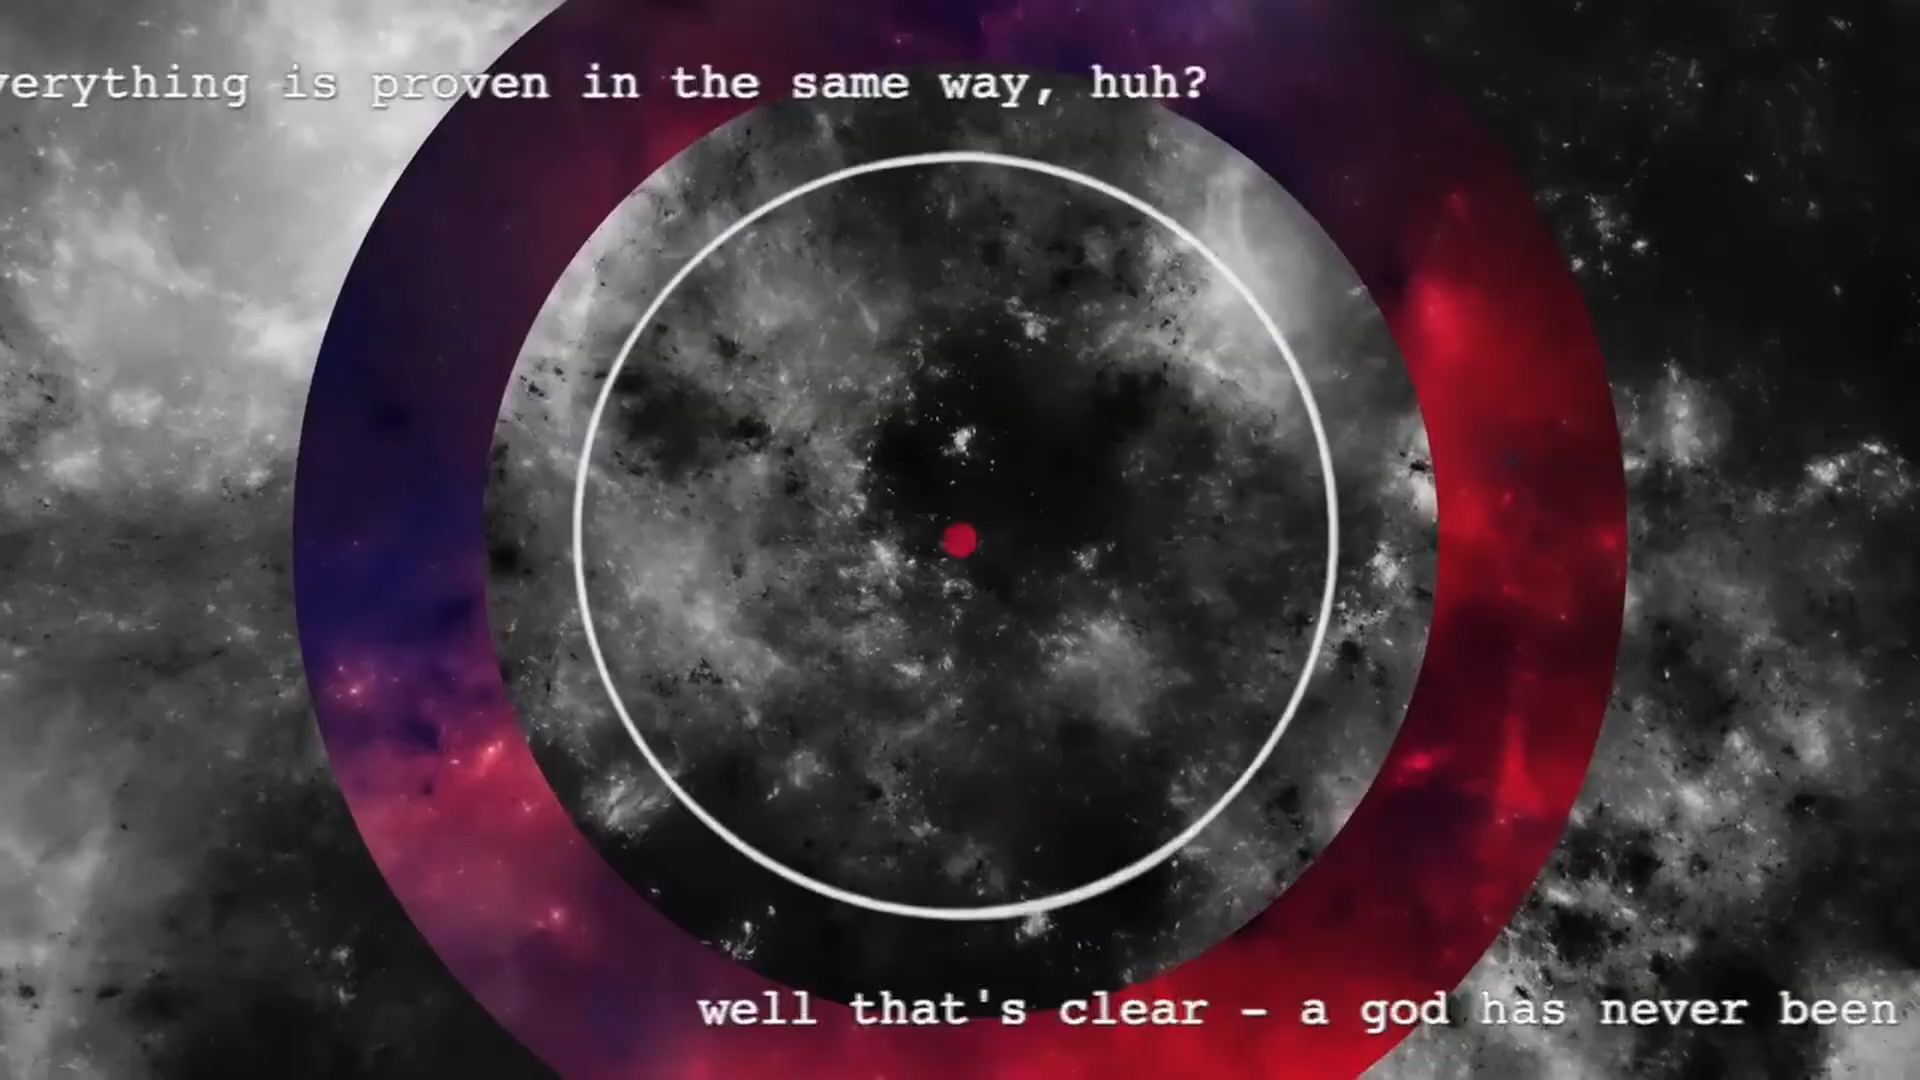 verything is proven in the same way, huh?
well that's clear - a god has never been